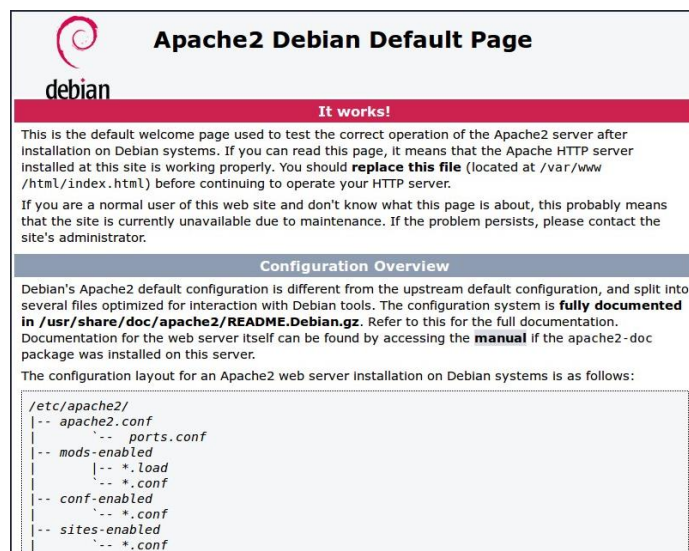 Apache2 Debian Default Page
debian
It works!
This is the default welcome page used to test the correct operation of the Apache2 server after
installation on Debian systems. If you can read this page, it means that the Apache HTTP server
installed at this site is working properly. You should replace this file (located at /var/www
/html/index.html) before continuing to operate your HTTP server.
If you are a normal user of this web site and don't know what this page is about, this probably means
that the site is currently unavailable due to maintenance. If the problem persists, please contact the
site's administrator.
Configuration Overview
Debian's Apache2 default configuration is different from the upstream default configuration, and split into
several files optimized for interaction with Debian tools. The configuration system is fully documented
in /usr/share/doc/apache2/README.Debian.gz. Refer to this for the full documentation.
Documentation for the web server itself can be found by accessing the manual if the apache2-doc
package was installed on this server.
The configuration layout for an Apache2 web server installation on Debian systems is as follows:
/etc/apache2/
|-- apache2.conf
|       `--  ports.conf
|-- mods-enabled
|       |-- *.load
|       `-- *.conf
|-- conf-enabled
|       `-- *.conf
|-- sites-enabled
|       `-- *.conf